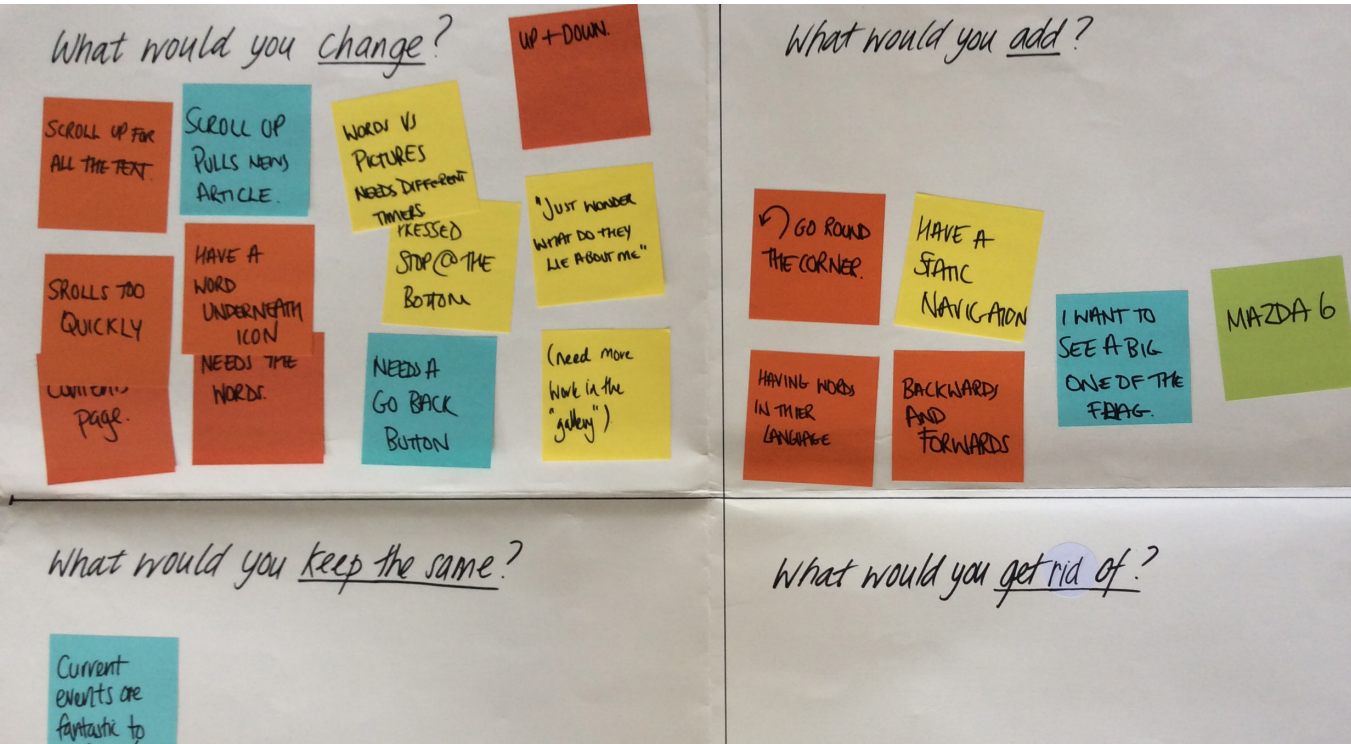 What would you change?
UP + DOWN.
SCROLL UP FOR
ALL THE TEXT.
SCROLL UP
PULLS NEWS
ARTICLE.
WORDS VS
PICTURES
NEEDS DIFFERENT
TIMERS
"JUST WONDER
WHAT DO THEY
LIE ABOUT ME"
SROLLS TOO
QUICKLY
HAVE A
WORD
UNDERNEATH
ICON
PRESSED
STOP @ THE
BOTTOM
CONTENTS
page.
NEEDS THE
WORDS.
NEEDS A
GO BACK
BUTTON
(need more
work in the
"gallery")
What would you add?
GO ROUND
THE CORNER.
HAVE A
STATIC
NAVIGATION
I WANT TO
SEE A BIG
ONE OF THE
FLAG.
MAZDA 6
HAVING WORDS
IN THIER
LANGUAGE
BACKWARDS
AND
FORWARDS
What would you keep the same?
Current
events are
fantastic to
What would you get rid of?